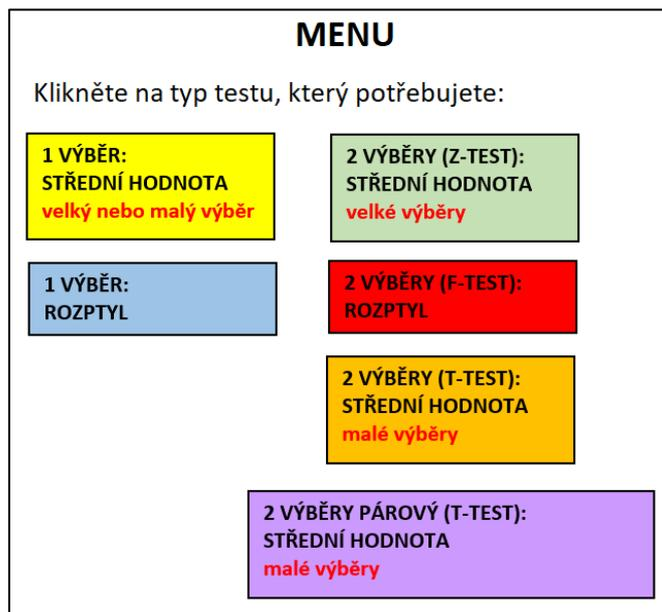 MENU
Klikněte na typ testu, který potřebujete:
1 VÝBĚR:
STŘEDNÍ HODNOTA
velký nebo malý výběr
2 VÝBĚRY (Z-TEST):
STŘEDNÍ HODNOTA
velké výběry
1 VÝBĚR:
ROZPTYL
2 VÝBĚRY (F-TEST):
ROZPTYL
2 VÝBĚRY (T-TEST):
STŘEDNÍ HODNOTA
malé výběry
2 VÝBĚRY PÁROVÝ (T-TEST):
STŘEDNÍ HODNOTA
malé výběry